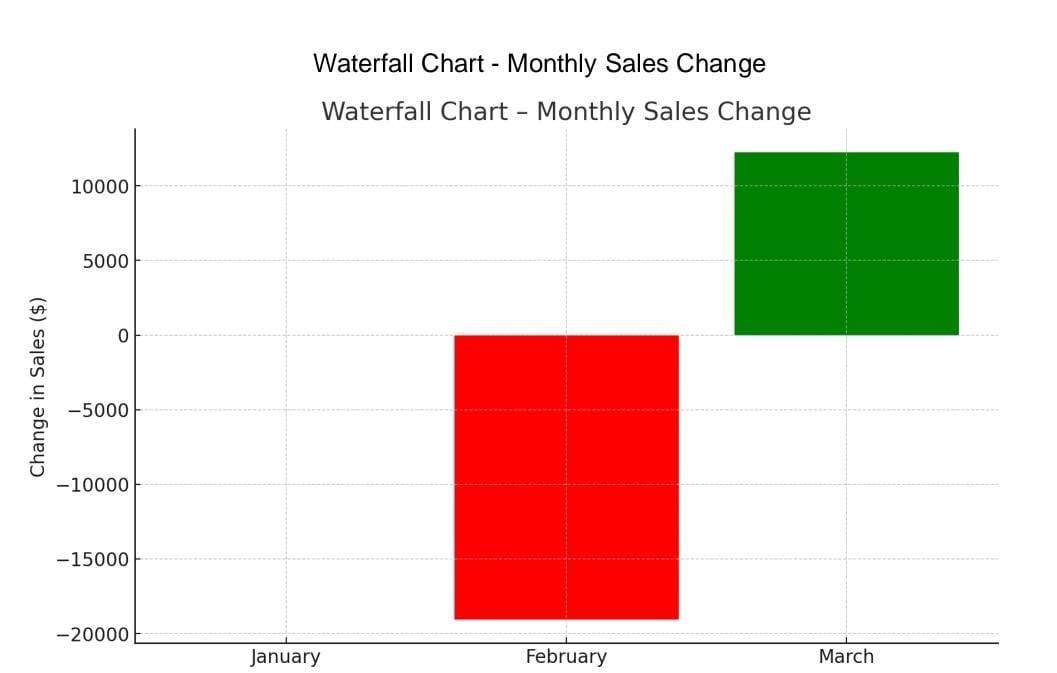 Waterfall Chart - Monthly Sales Change
Waterfall Chart – Monthly Sales Change
Change in Sales ($)
10000
5000
0
−5000
−10000
−15000
−20000
January February March